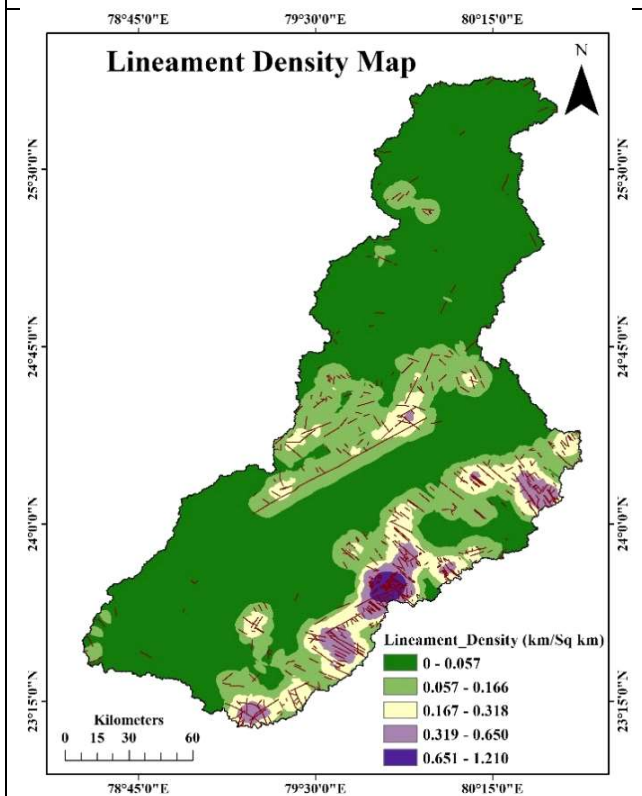 78°45'0"E 79°30'0"E 80°15'0"E
Lineament Density Map
N
25°30'0"N 25°30'0"N
24°45'0"N 24°45'0"N
24°0'0"N 24°0'0"N
23°15'0"N 23°15'0"N
Lineament_Density (km/Sq km)
0 - 0.057
0.057 - 0.166
0.167 - 0.318
0.319 - 0.650
0.651 - 1.210
Kilometers
0 15 30 60
78°45'0"E 79°30'0"E 80°15'0"E